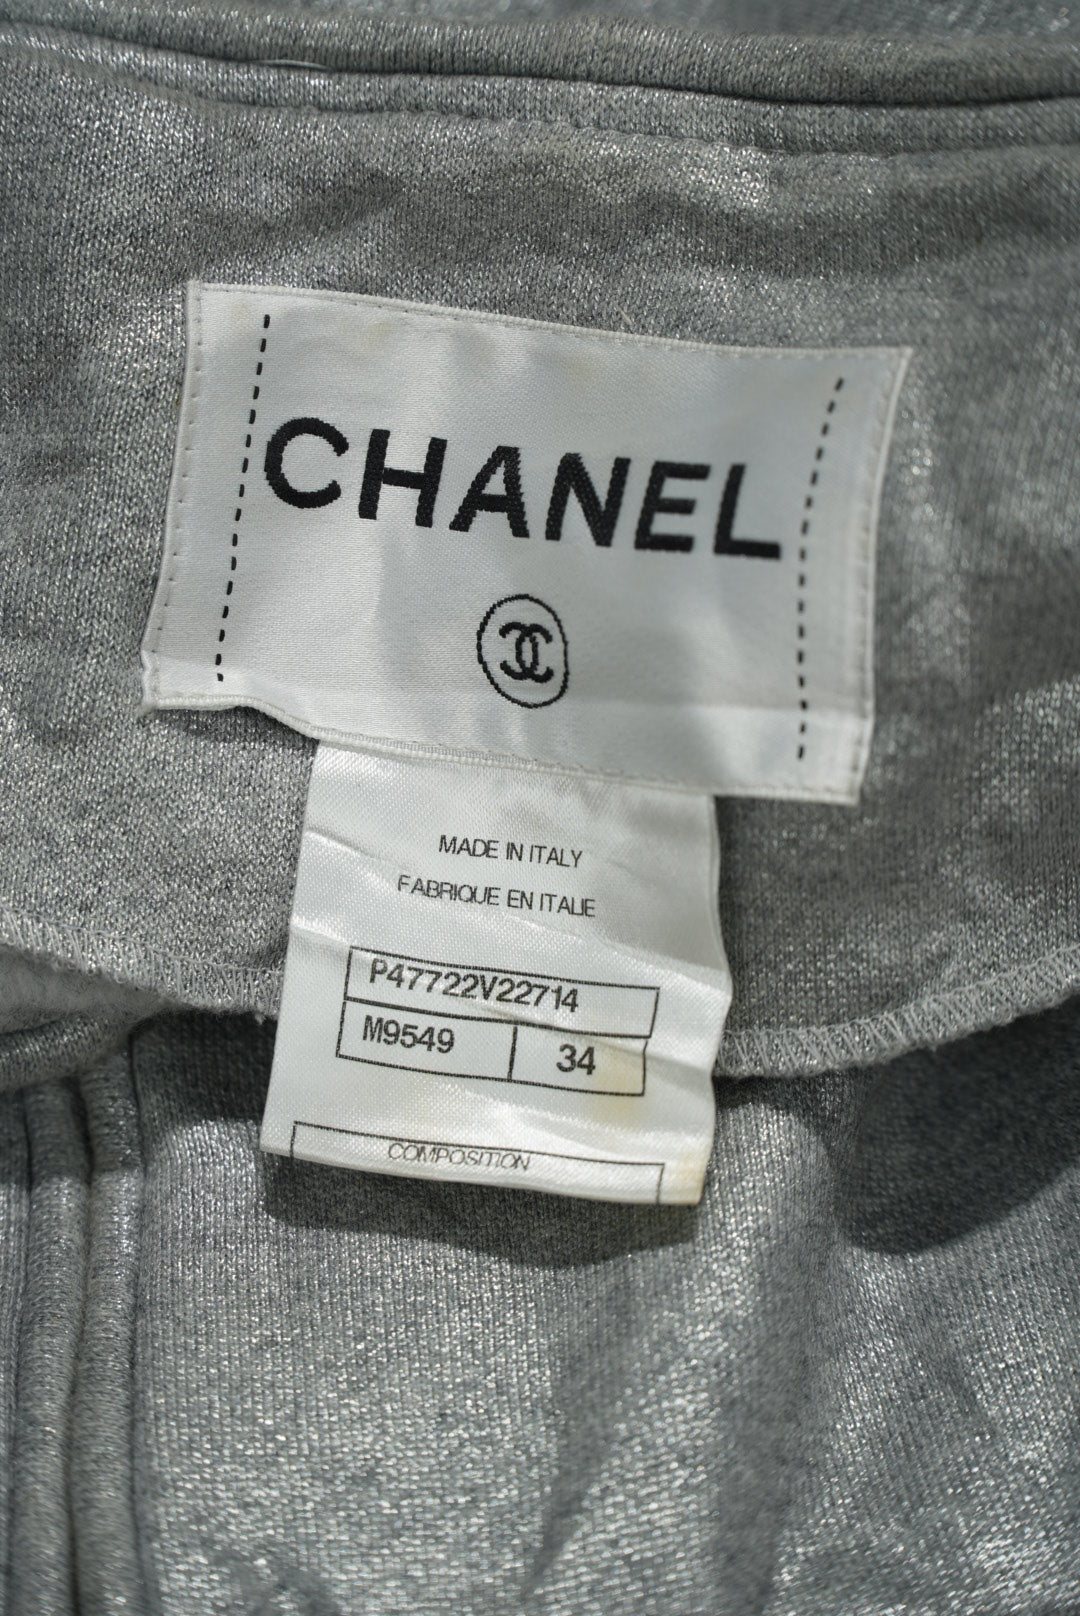 CHANEL
MADE IN ITALY
FABRIQUE EN ITALIE
P47722V22714
M9549 34
COMPOSITION